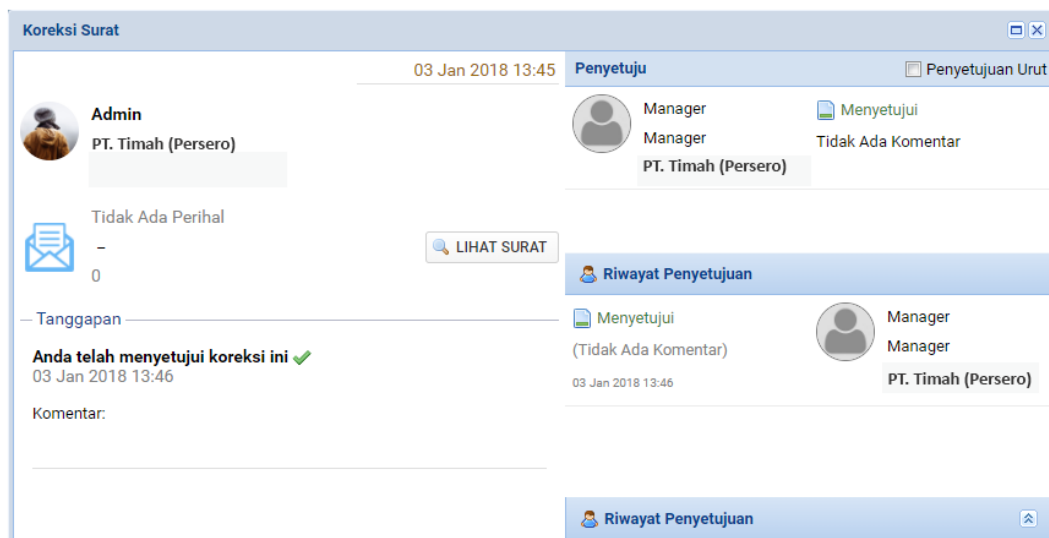 Koreksi Surat
03 Jan 2018 13:45
Admin
PT. Timah (Persero)
Tidak Ada Perihal
–
0
LIHAT SURAT
Tanggapan
Anda telah menyetujui koreksi ini
03 Jan 2018 13:46
Komentar:
Penyetuju
Penyetujuan Urut
Manager
Manager
PT. Timah (Persero)
Menyetujui
Tidak Ada Komentar
Riwayat Penyetujuan
Menyetujui
(Tidak Ada Komentar)
03 Jan 2018 13:46
Manager
Manager
PT. Timah (Persero)
Riwayat Penyetujuan